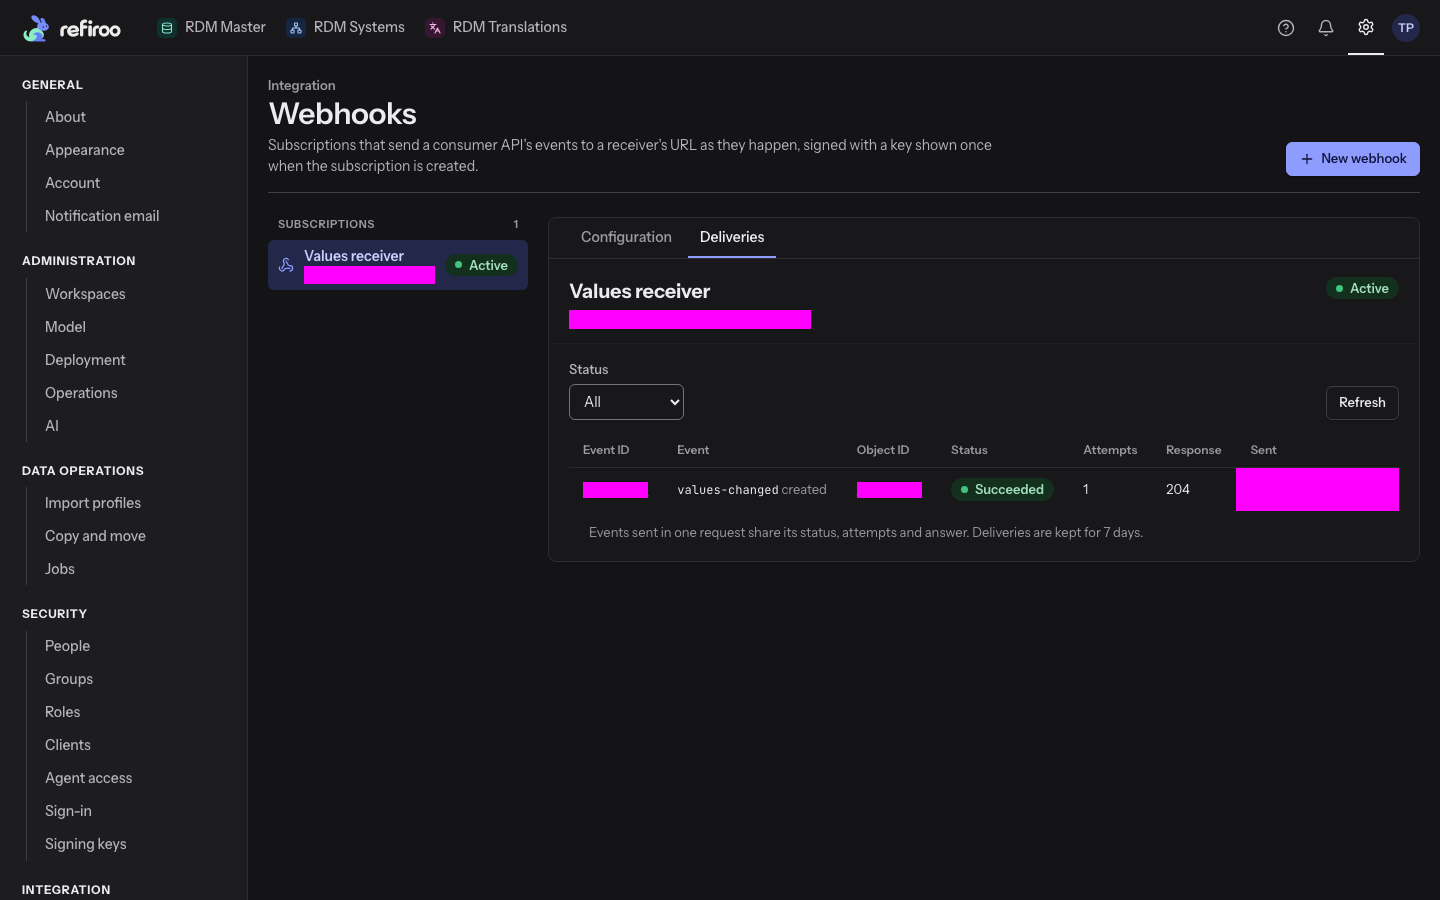 refiroo
RDM Master
RDM Systems
RDM Translations
TP
GENERAL
About
Appearance
Account
Notification email
ADMINISTRATION
Workspaces
Model
Deployment
Operations
AI
DATA OPERATIONS
Import profiles
Copy and move
Jobs
SECURITY
People
Groups
Roles
Clients
Agent access
Sign-in
Signing keys
INTEGRATION
Integration
Webhooks
Subscriptions that send a consumer API's events to a receiver's URL as they happen, signed with a key shown once
when the subscription is created.
New webhook
SUBSCRIPTIONS 1
Values receiver
Active
Configuration
Deliveries
Values receiver
Active
Status
All
Refresh
Event ID Event Object ID Status Attempts Response Sent
values-changed created Succeeded 1 204
Events sent in one request share its status, attempts and answer. Deliveries are kept for 7 days.